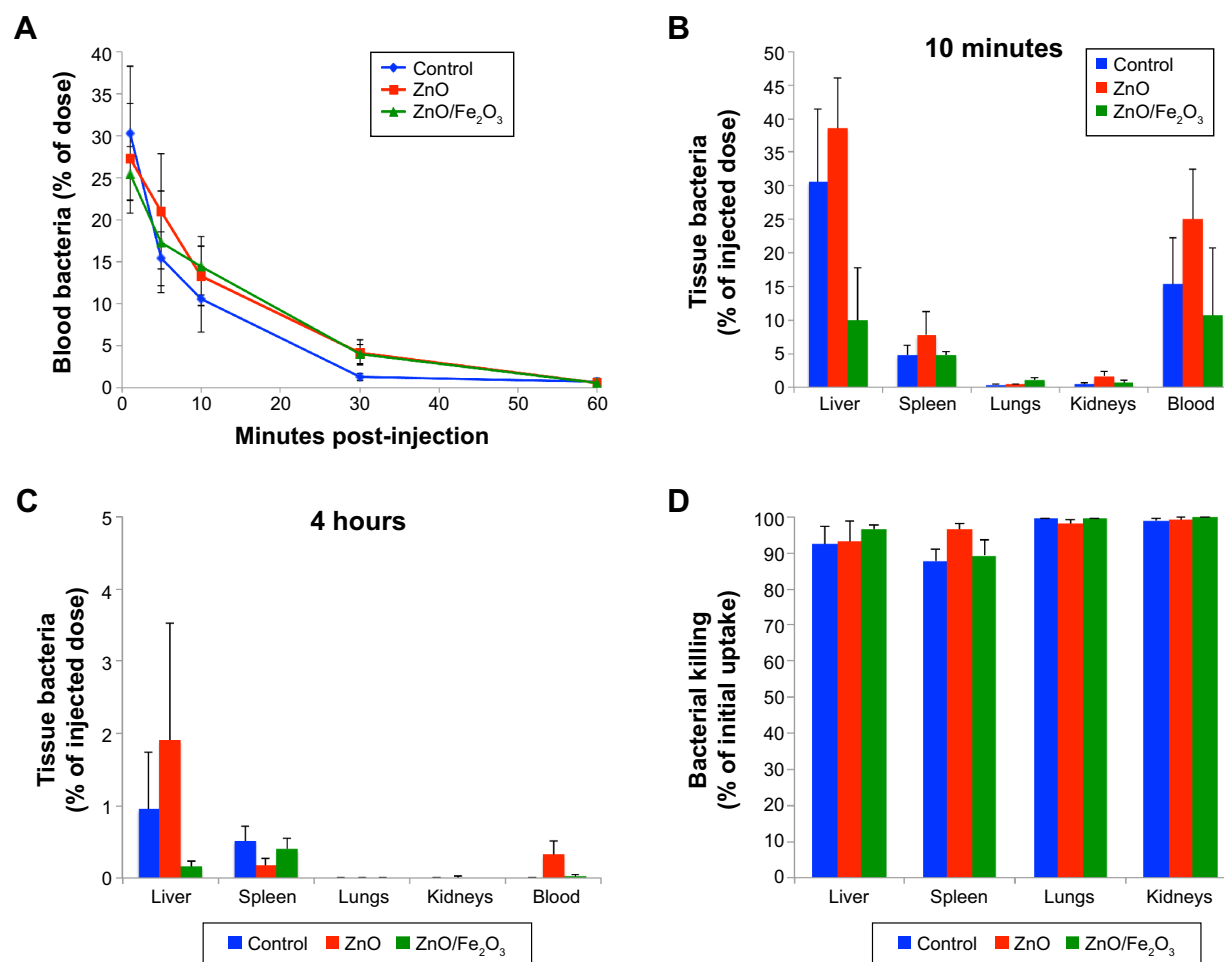 A
Blood bacteria (% of dose)
40
35
30
25
20
15
10
5
0
0 10 20 30 40 50 60
Minutes post-injection
Control
ZnO
ZnO/Fe₂O₃
B
10 minutes
Tissue bacteria
(% of injected dose)
50
45
40
35
30
25
20
15
10
5
0
Liver Spleen Lungs Kidneys Blood
Control
ZnO
ZnO/Fe₂O₃
C
4 hours
Tissue bacteria
(% of injected dose)
5
4
3
2
1
0
Liver Spleen Lungs Kidneys Blood
Control ZnO ZnO/Fe₂O₃
D
Bacterial killing
(% of initial uptake)
100
90
80
70
60
50
40
30
20
10
0
Liver Spleen Lungs Kidneys
Control ZnO ZnO/Fe₂O₃